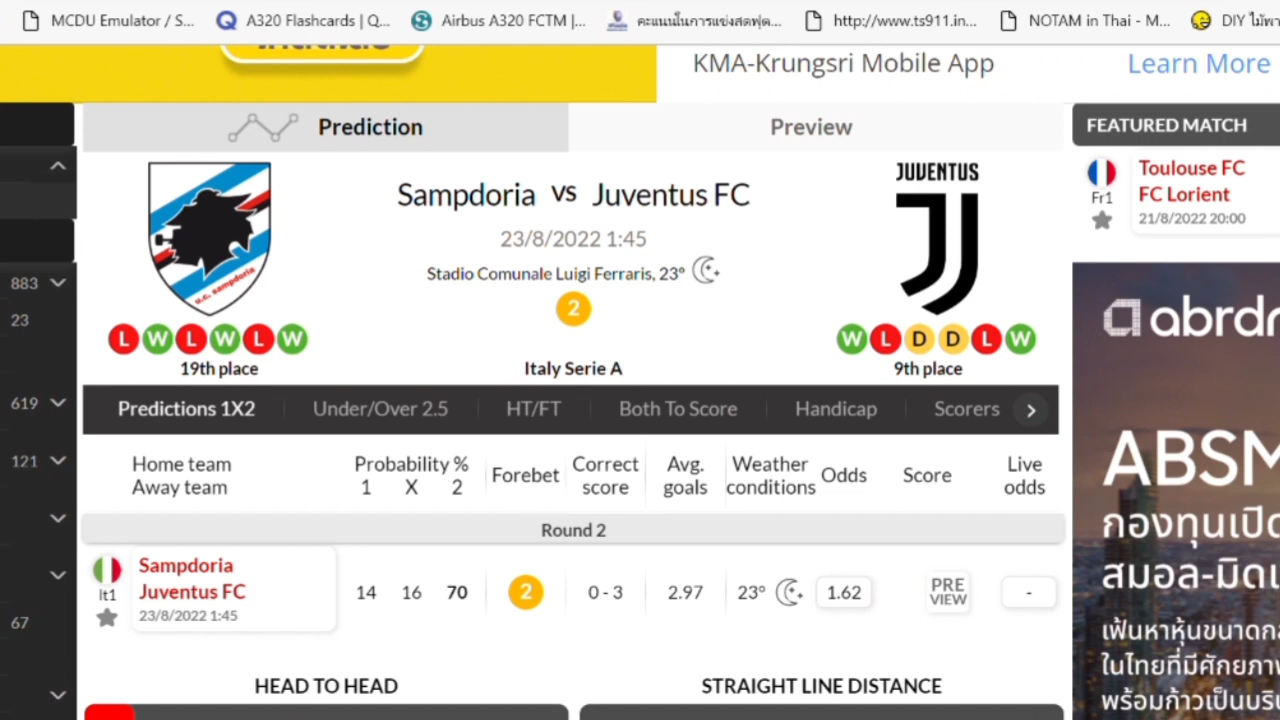 MCDU Emulator / S...
A320 Flashcards | Q...
Airbus A320 FCTM |...
คะแนนในการแข่งสดฟุต...
http://www.ts911.in...
NOTAM in Thai - M...
DIY ไม้พา
KMA-Krungsri Mobile App
Learn More
Prediction
Preview
FEATURED MATCH
JUVENTUS
Sampdoria vs Juventus FC
23/8/2022 1:45
Stadio Comunale Luigi Ferraris, 23°
2
u.c. sampdoria
Toulouse FC
FC Lorient
Fr1
21/8/2022 20:00
L W L W L W
W L D D L W
19th place
Italy Serie A
9th place
883
23
619
121
67
Predictions 1X2
Under/Over 2.5
HT/FT
Both To Score
Handicap
Scorers
Home team
Away team
Probability %
1 X 2
Forebet
Correct
score
Avg.
goals
Weather
conditions
Odds
Score
Live
odds
Round 2
It1
Sampdoria
Juventus FC
23/8/2022 1:45
14 16 70 2 0 - 3 2.97 23° 1.62
PRE
VIEW
-
HEAD TO HEAD
STRAIGHT LINE DISTANCE
abrdn
ABSM
กองทุนเปิด
สมอล-มิดแ
เฟ้นหาหุ้นขนาดกล
ในไทยที่มีศักยภาพ
พร้อมก้าวเป็นบริษ